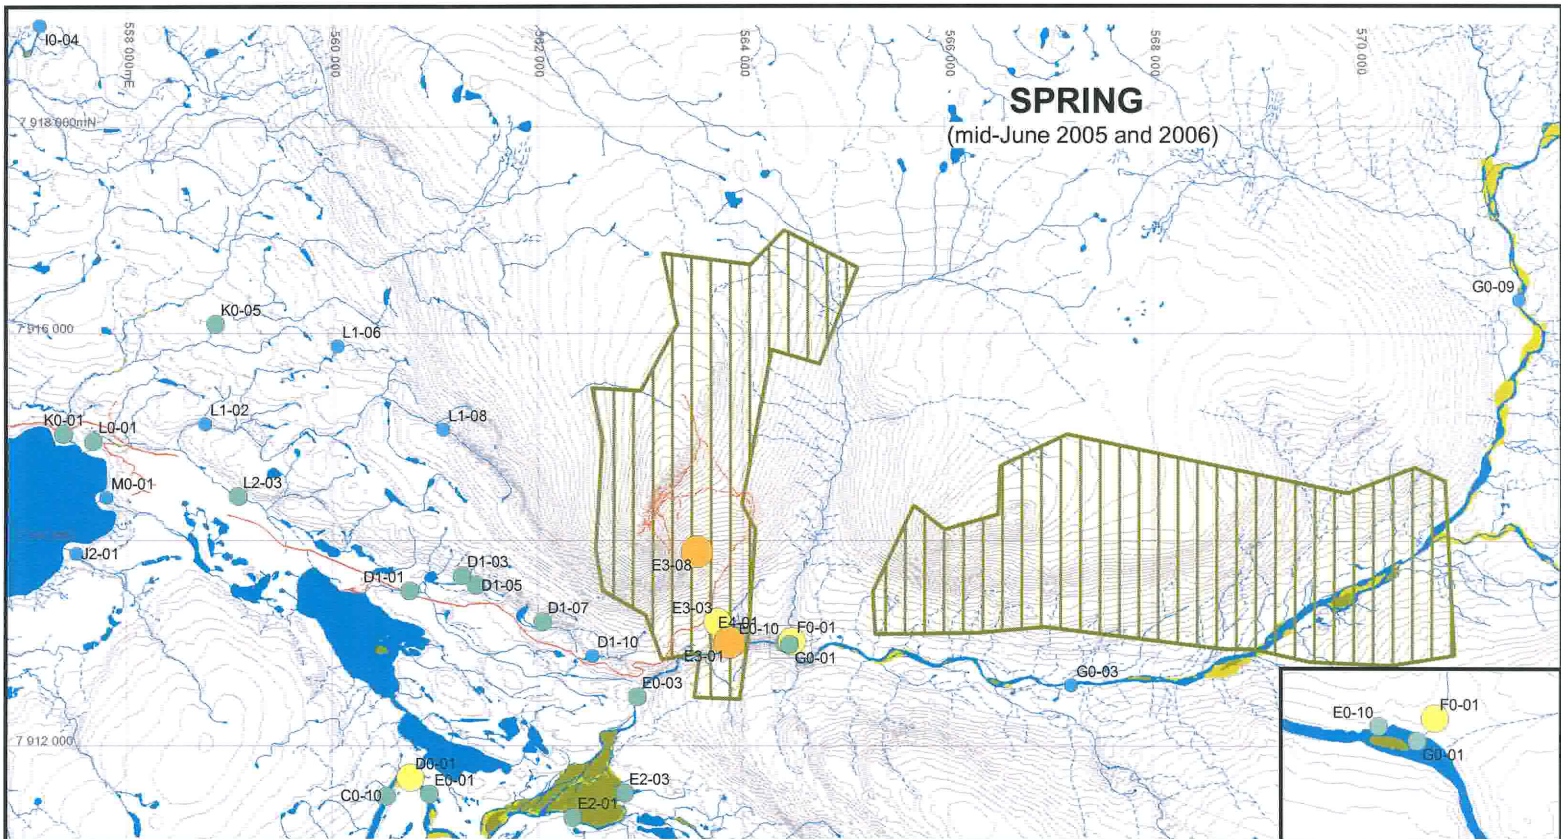 I0-04
558 000mE
560 000
562 000
564 000
566 000
568 000
570 000
SPRING
(mid-June 2005 and 2006)
7 918 000mN
G0-09
K0-05
7 916 000
L1-06
L1-02
L1-08
K0-01
L0-01
M0-01
L2-03
J2-01
E3-08
D1-03
D1-01
D1-05
E3-03
D1-07
E4-01
E0-10
F0-01
D1-10
E3-01
G0-01
G0-03
E0-03
E0-10
F0-01
G0-01
7 912 000
D0-01
E0-01
E2-03
C0-10
E2-01